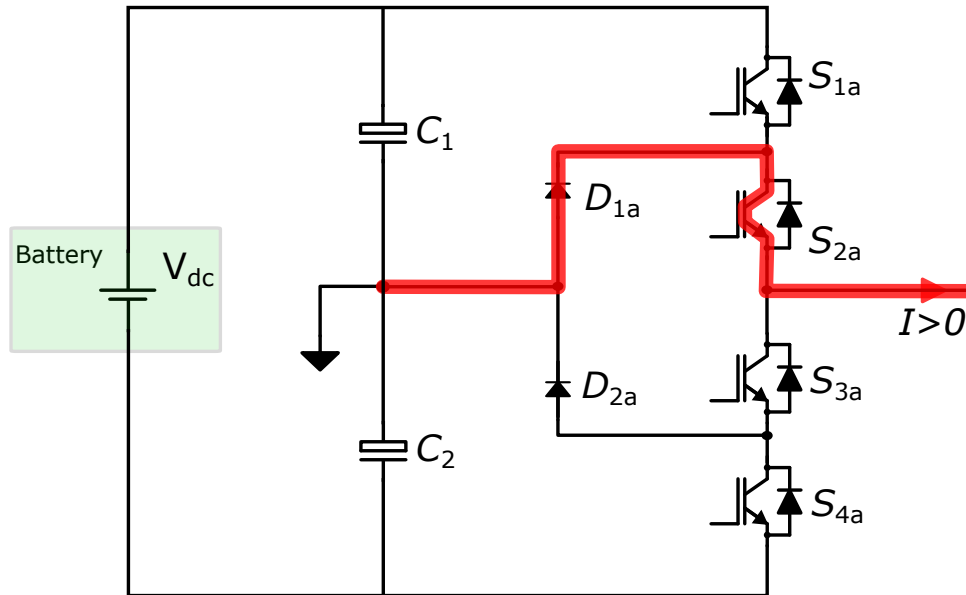 S1a
C1
D1a
S2a
Battery
Vdc
I>0
S3a
D2a
C2
S4a